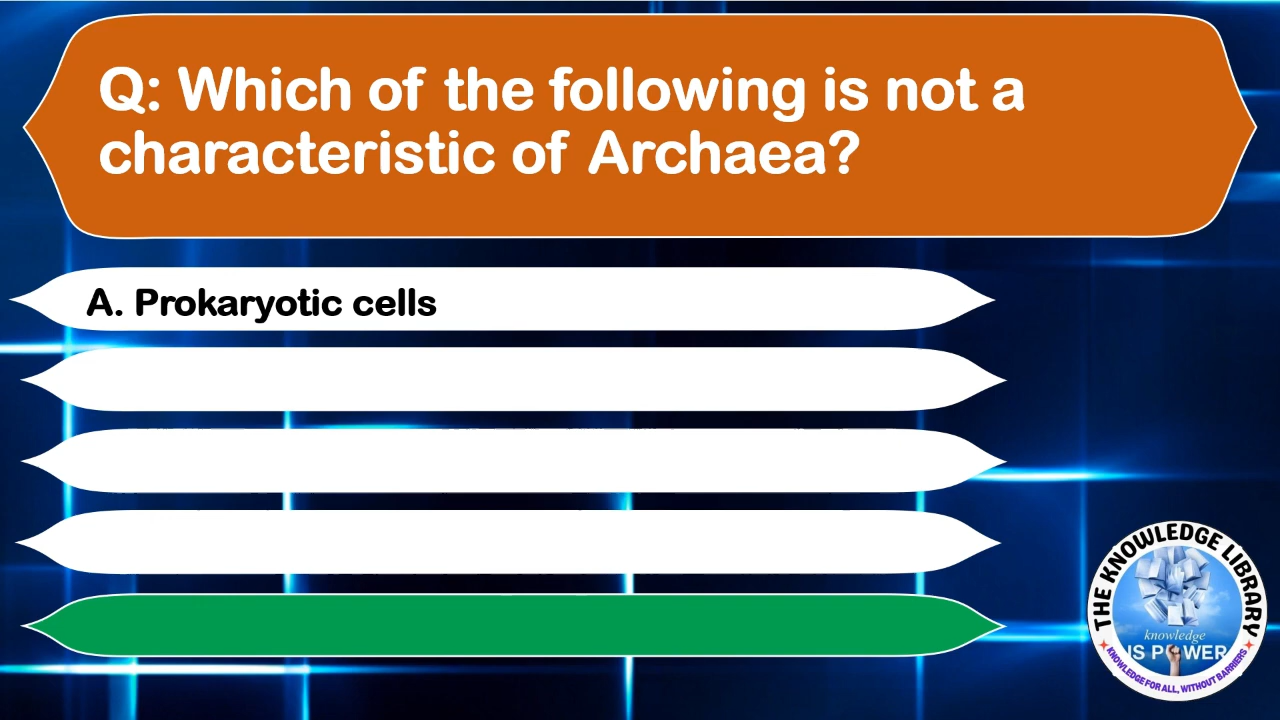 Q: Which of the following is not a
characteristic of Archaea?
A. Prokaryotic cells
THE KNOWLEDGE LIBRARY
knowledge
IS POWER
KNOWLEDGE FOR ALL, WITHOUT BARRIERS